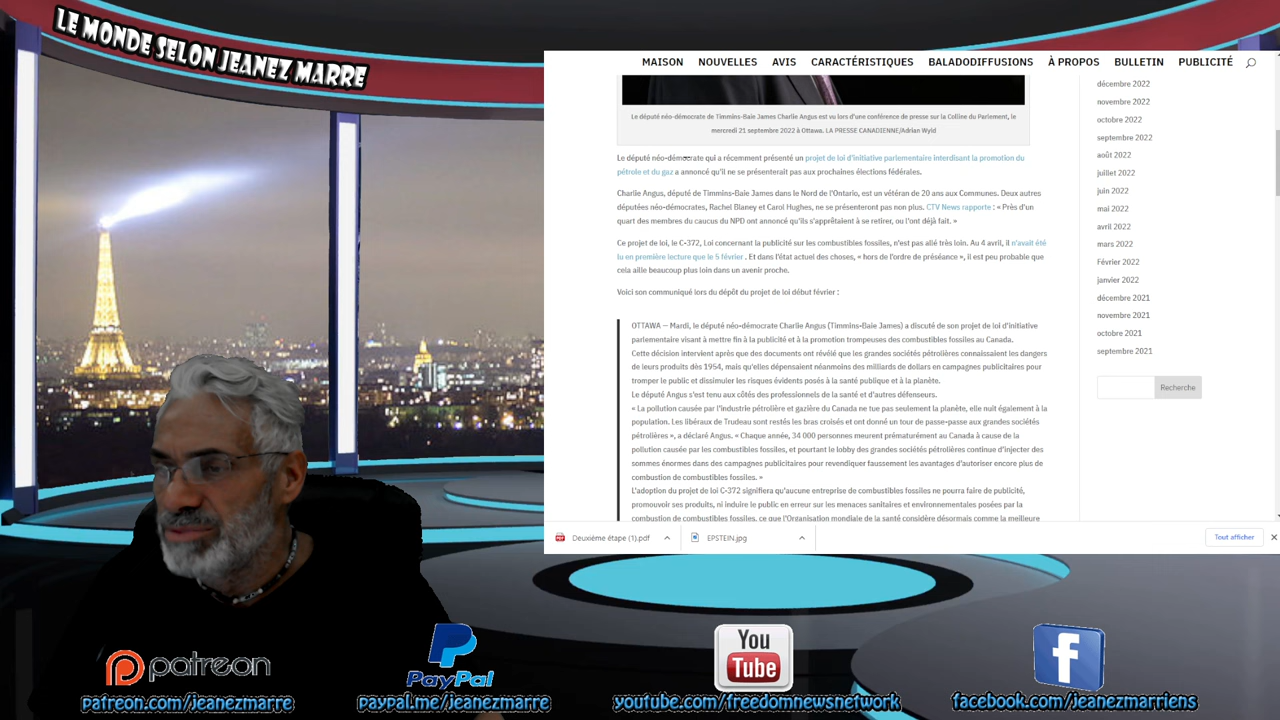 LE MONDE SELON JEANEZ MARRE
MAISON NOUVELLES AVIS CARACTÉRISTIQUES BALADODIFFUSIONS À PROPOS BULLETIN PUBLICITÉ
Le député néo-démocrate de Timmins-Baie James Charlie Angus est vu lors d'une conférence de presse sur la Colline du Parlement, le
mercredi 21 septembre 2022 à Ottawa. LA PRESSE CANADIENNE/Adrian Wyld
Le député néo-démocrate qui a récemment présenté un projet de loi d'initiative parlementaire interdisant la promotion du
pétrole et du gaz a annoncé qu'il ne se présenterait pas aux prochaines élections fédérales.
Charlie Angus, député de Timmins-Baie James dans le Nord de l'Ontario, est un vétéran de 20 ans aux Communes. Deux autres
députées néo-démocrates, Rachel Blaney et Carol Hughes, ne se présenteront pas non plus. CTV News rapporte : « Près d'un
quart des membres du caucus du NPD ont annoncé qu'ils s'apprêtaient à se retirer, ou l'ont déjà fait. »
Ce projet de loi, le C-372, Loi concernant la publicité sur les combustibles fossiles, n'est pas allé très loin. Au 4 avril, il n'avait été
lu en première lecture que le 5 février . Et dans l'état actuel des choses, « hors de l'ordre de préséance », il est peu probable que
cela aille beaucoup plus loin dans un avenir proche.
Voici son communiqué lors du dépôt du projet de loi début février :
OTTAWA – Mardi, le député néo-démocrate Charlie Angus (Timmins-Baie James) a discuté de son projet de loi d'initiative
parlementaire visant à mettre fin à la publicité et à la promotion trompeuses des combustibles fossiles au Canada.
Cette décision intervient après que des documents ont révélé que les grandes sociétés pétrolières connaissaient les dangers
de leurs produits dès 1954, mais qu'elles dépensaient néanmoins des milliards de dollars en campagnes publicitaires pour
tromper le public et dissimuler les risques évidents posés à la santé publique et à la planète.
Le député Angus s'est tenu aux côtés des professionnels de la santé et d'autres défenseurs.
« La pollution causée par l'industrie pétrolière et gazière du Canada ne tue pas seulement la planète, elle nuit également à la
population. Les libéraux de Trudeau sont restés les bras croisés et ont donné un tour de passe-passe aux grandes sociétés
pétrolières », a déclaré Angus. « Chaque année, 34 000 personnes meurent prématurément au Canada à cause de la
pollution causée par les combustibles fossiles, et pourtant le lobby des grandes sociétés pétrolières continue d'injecter des
sommes énormes dans des campagnes publicitaires pour revendiquer faussement les avantages d'autoriser encore plus de
combustion de combustibles fossiles. »
L'adoption du projet de loi C-372 signifiera qu'aucune entreprise de combustibles fossiles ne pourra faire de publicité,
promouvoir ses produits, ni induire le public en erreur sur les menaces sanitaires et environnementales posées par la
combustion de combustibles fossiles, ce que l'Organisation mondiale de la santé considère désormais comme la meilleure
décembre 2022
novembre 2022
octobre 2022
septembre 2022
août 2022
juillet 2022
juin 2022
mai 2022
avril 2022
mars 2022
Février 2022
janvier 2022
décembre 2021
novembre 2021
octobre 2021
septembre 2021
Recherche
Deuxième étape (1).pdf
EPSTEIN.jpg
Tout afficher
patreon
PayPal
You
Tube
f
patreon.com/jeanezmarre
paypal.me/jeanezmarre
youtube.com/freedomnewsnetwork
facebook.com/jeanezmarriens